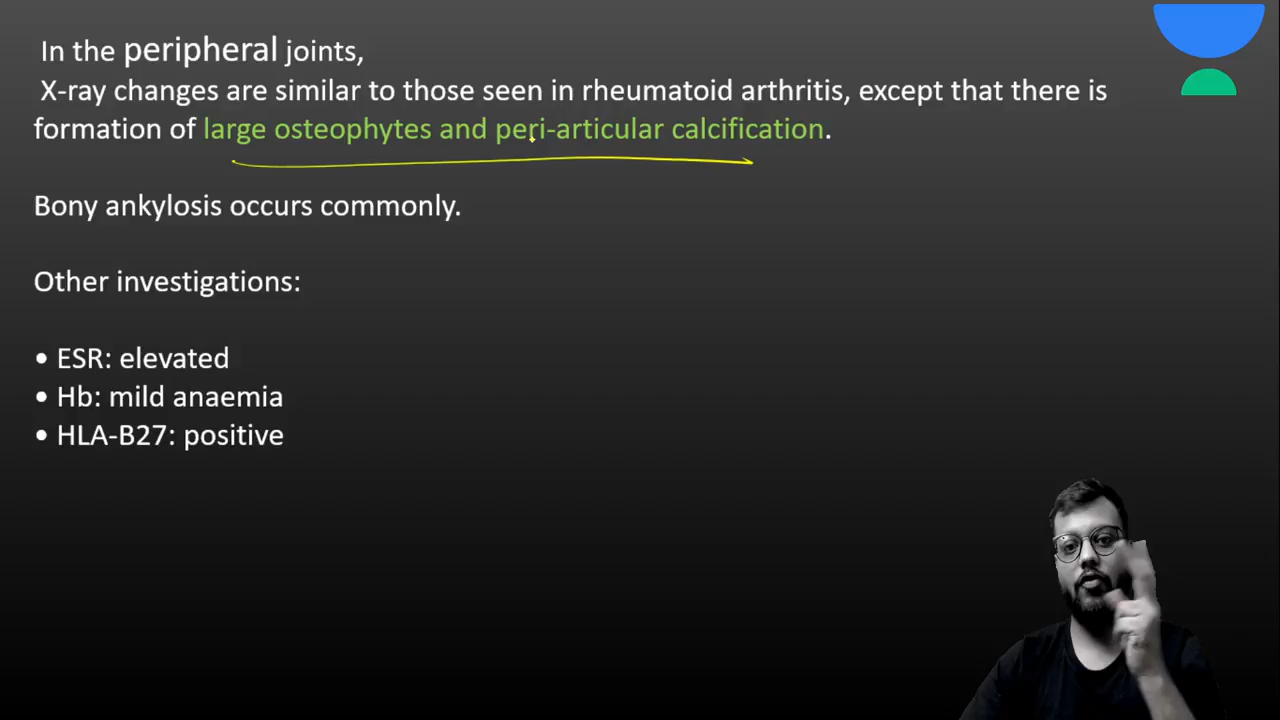 In the peripheral joints,
X-ray changes are similar to those seen in rheumatoid arthritis, except that there is
formation of large osteophytes and peri-articular calcification.
Bony ankylosis occurs commonly.
Other investigations:
• ESR: elevated
• Hb: mild anaemia
• HLA-B27: positive